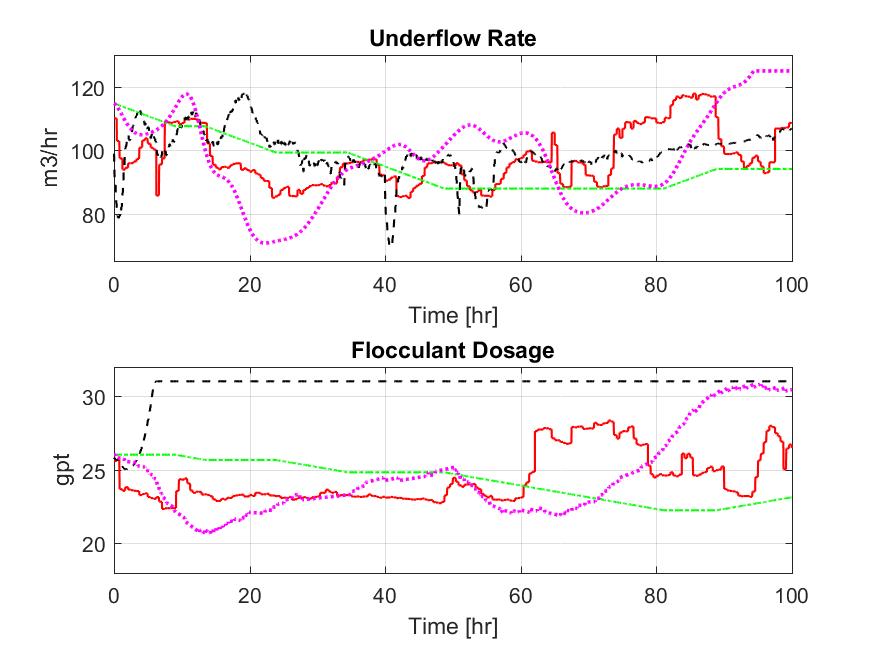 Underflow Rate
120
100
80
m3/hr
0 20 40 60 80 100
Time [hr]
Flocculant Dosage
30
25
20
gpt
0 20 40 60 80 100
Time [hr]